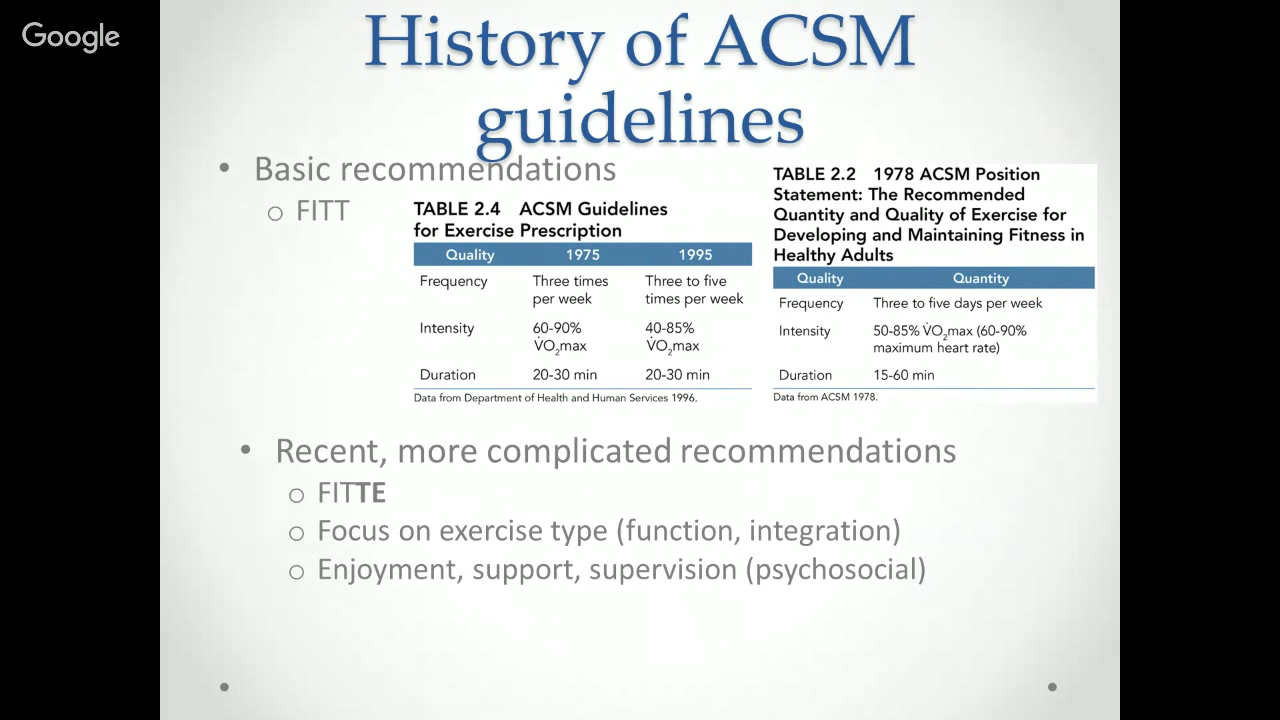 Google
History of ACSM
guidelines
• Basic recommendations
o FITT
TABLE 2.4 ACSM Guidelines
for Exercise Prescription
Quality 1975 1995
Frequency Three times Three to five
per week times per week
Intensity 60-90% 40-85%
V̇O₂max V̇O₂max
Duration 20-30 min 20-30 min
Data from Department of Health and Human Services 1996.
TABLE 2.2 1978 ACSM Position
Statement: The Recommended
Quantity and Quality of Exercise for
Developing and Maintaining Fitness in
Healthy Adults
Quality Quantity
Frequency Three to five days per week
Intensity 50-85% V̇O₂max (60-90%
maximum heart rate)
Duration 15-60 min
Data from ACSM 1978.
• Recent, more complicated recommendations
o FITTE
o Focus on exercise type (function, integration)
o Enjoyment, support, supervision (psychosocial)